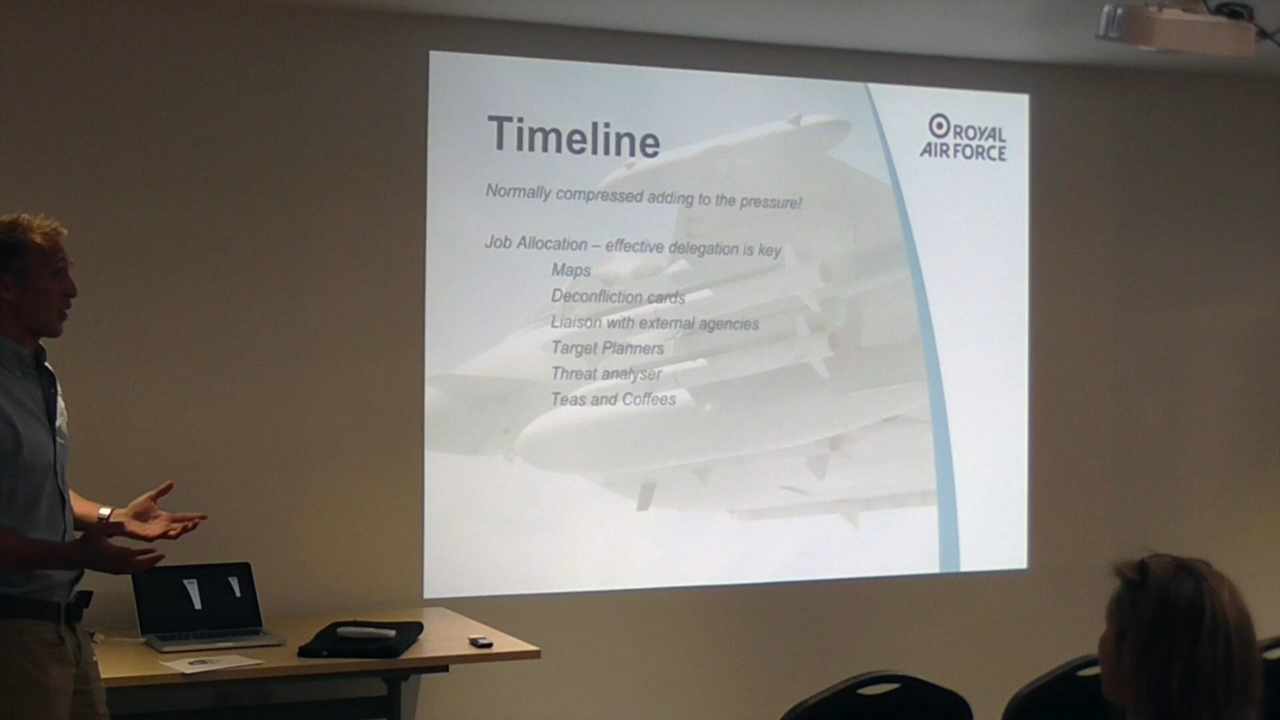 Timeline
Normally compressed adding to the pressure!
Job Allocation – effective delegation is key
Maps
Deconfliction cards
Liaison with external agencies
Target Planners
Threat analyser
Teas and Coffees
ROYAL
AIR FORCE